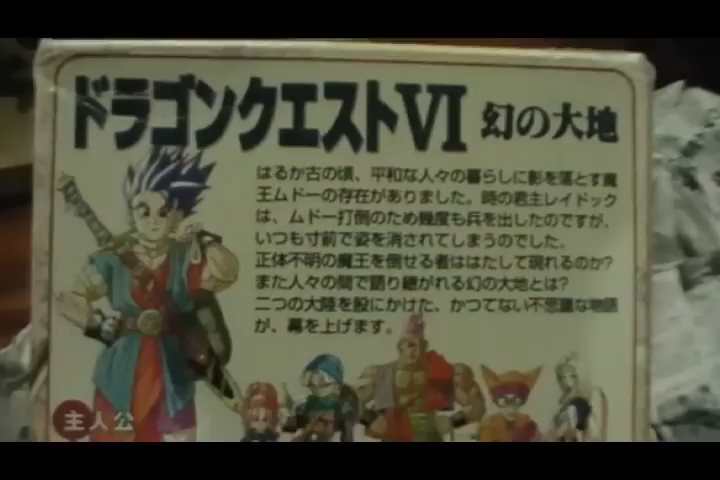 ドラゴンクエストVI 幻の大地
はるか古の頃、平和な人々の暮らしに影を落とす魔
王ムドーの存在がありました。時の君主レイドック
は、ムドー打倒のため幾度も兵を出したのですが、
いつも寸前で姿を消されてしまうのでした。
正体不明の魔王を倒せる者ははたして現れるのか?
また人々の間で語り継がれる幻の大地とは?
二つの大陸を股にかけた、かつてない不思議な物語
が、幕を上げます。
主人公